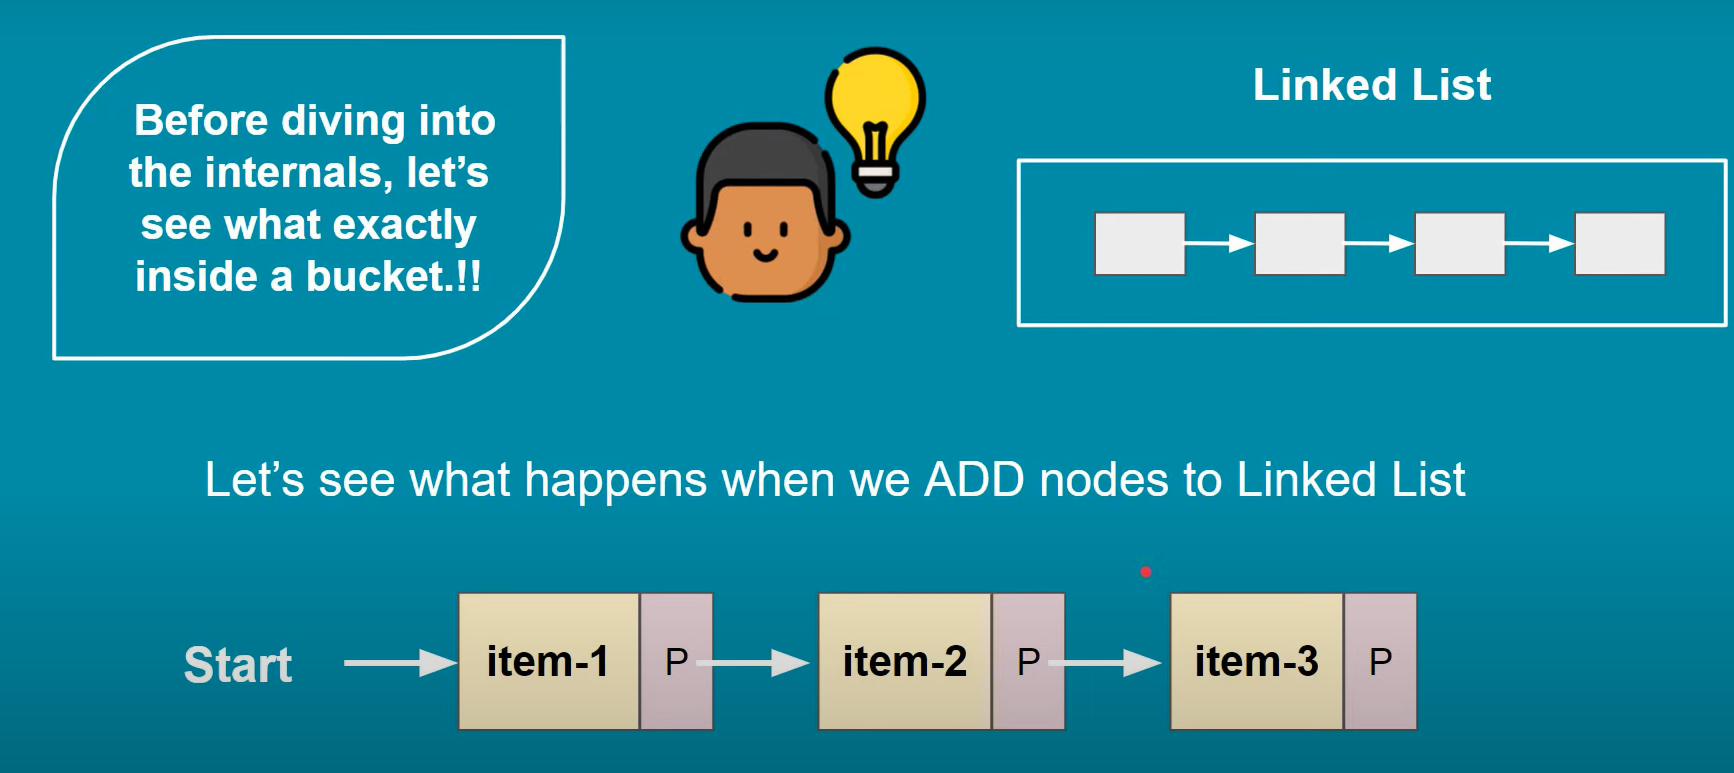 Before diving into
the internals, let’s
see what exactly
inside a bucket.!!
Linked List
Let’s see what happens when we ADD nodes to Linked List
Start
item-1 P
item-2 P
item-3 P